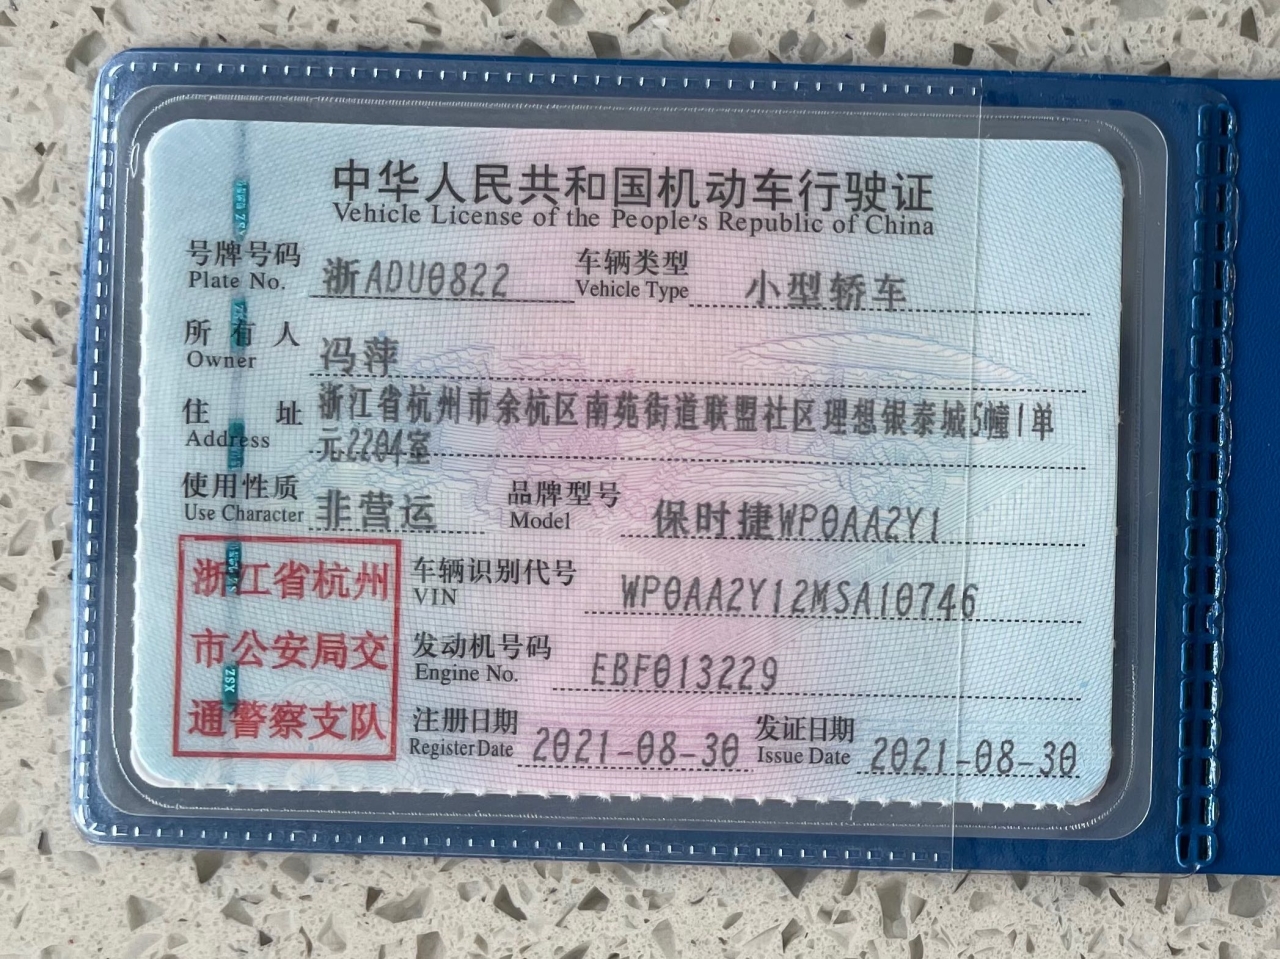 中华人民共和国机动车行驶证
Vehicle License of the People's Republic of China
号牌号码 浙ADU0822 车辆类型 小型轿车
Plate No. Vehicle Type
所有人 冯萍
Owner
住址 浙江省杭州市余杭区南苑街道联盟社区理想银泰城5幢1单
Address 元2204室
使用性质 非营运 品牌型号 保时捷WP0AA2Y1
Use Character Model
浙江省杭州
市公安局交
通警察支队
车辆识别代号 WP0AA2Y12MSA10746
VIN
发动机号码 EBF013229
Engine No.
注册日期 2021-08-30 发证日期 2021-08-30
Register Date Issue Date